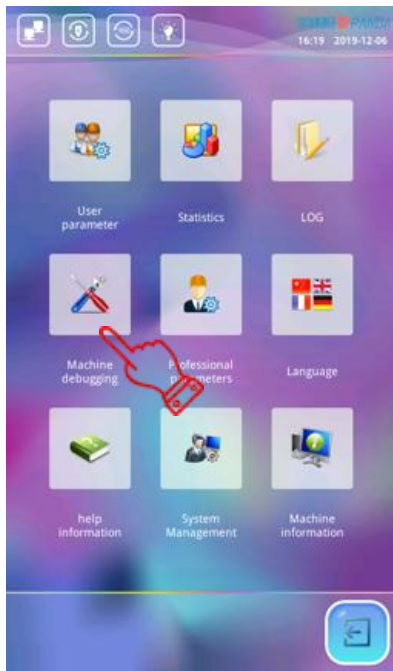 PANDA
16:19 2019-12-06
User
parameter
Statistics
LOG
Machine
debugging
Professional
parameters
Language
help
information
System
Management
Machine
information